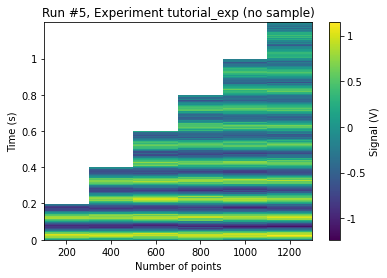 Run #5, Experiment tutorial_exp (no sample)
Time (s)
1
0.8
0.6
0.4
0.2
0
200 400 600 800 1000 1200
Number of points
1
0.5
0
-0.5
-1
Signal (V)